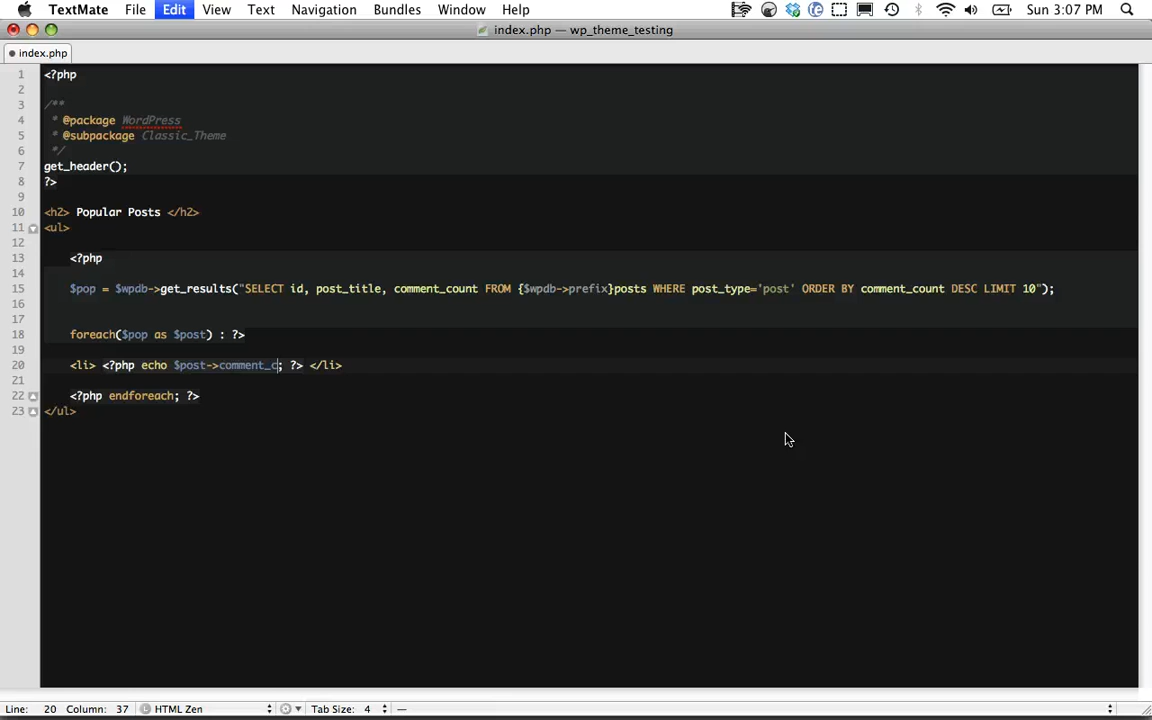 TextMate File Edit View Text Navigation Bundles Window Help Sun 3:07 PM
index.php — wp_theme_testing
index.php
1 <?php
2
3 /**
4 * @package WordPress
5 * @subpackage Classic_Theme
6 */
7 get_header();
8 ?>
9
10 <h2> Popular Posts </h2>
11 <ul>
12
13 <?php
14
15 $pop = $wpdb->get_results("SELECT id, post_title, comment_count FROM {$wpdb->prefix}posts WHERE post_type='post' ORDER BY comment_count DESC LIMIT 10");
16
17
18 foreach($pop as $post) : ?>
19
20 <li> <?php echo $post->comment_c; ?> </li>
21
22 <?php endforeach; ?>
23 </ul>
Line: 20 Column: 37 L HTML Zen Tab Size: 4 —